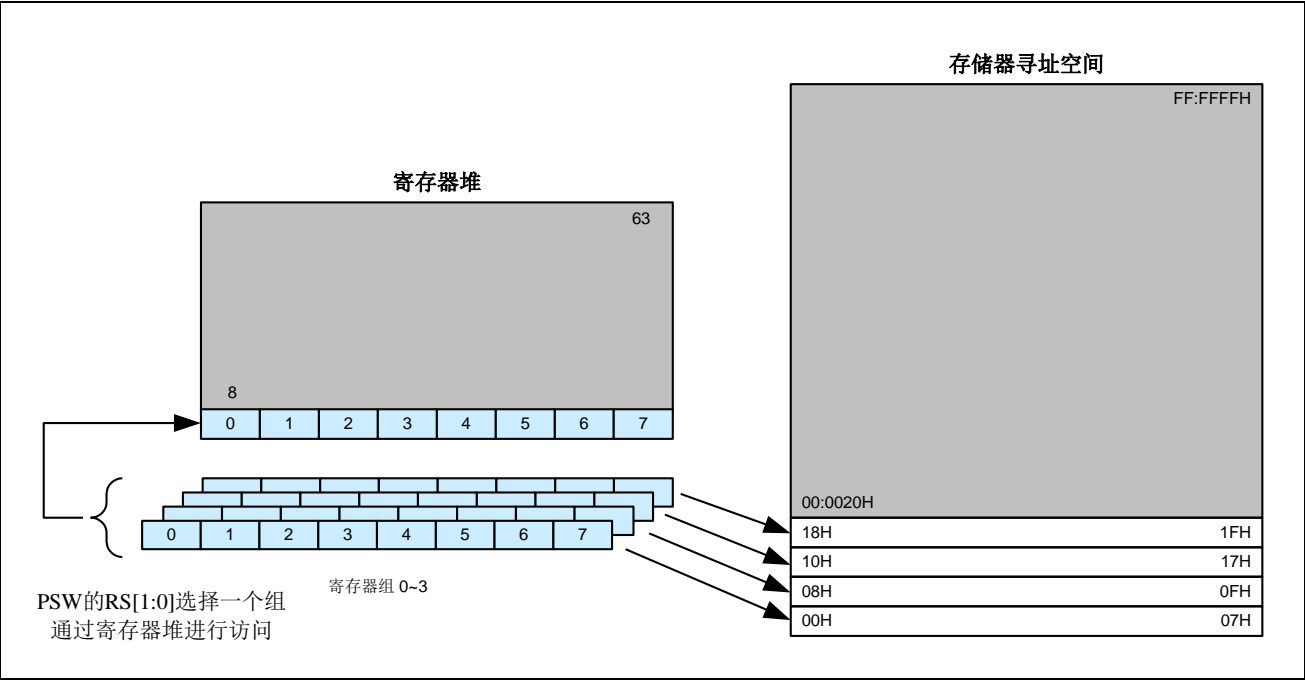 存储器寻址空间
FF:FFFFH
寄存器堆
63
8
0 1 2 3 4 5 6 7
00:0020H
18H 1FH
0 1 2 3 4 5 6 7
10H 17H
寄存器组 0~3
08H 0FH
PSW的RS[1:0]选择一个组
00H 07H
通过寄存器堆进行访问